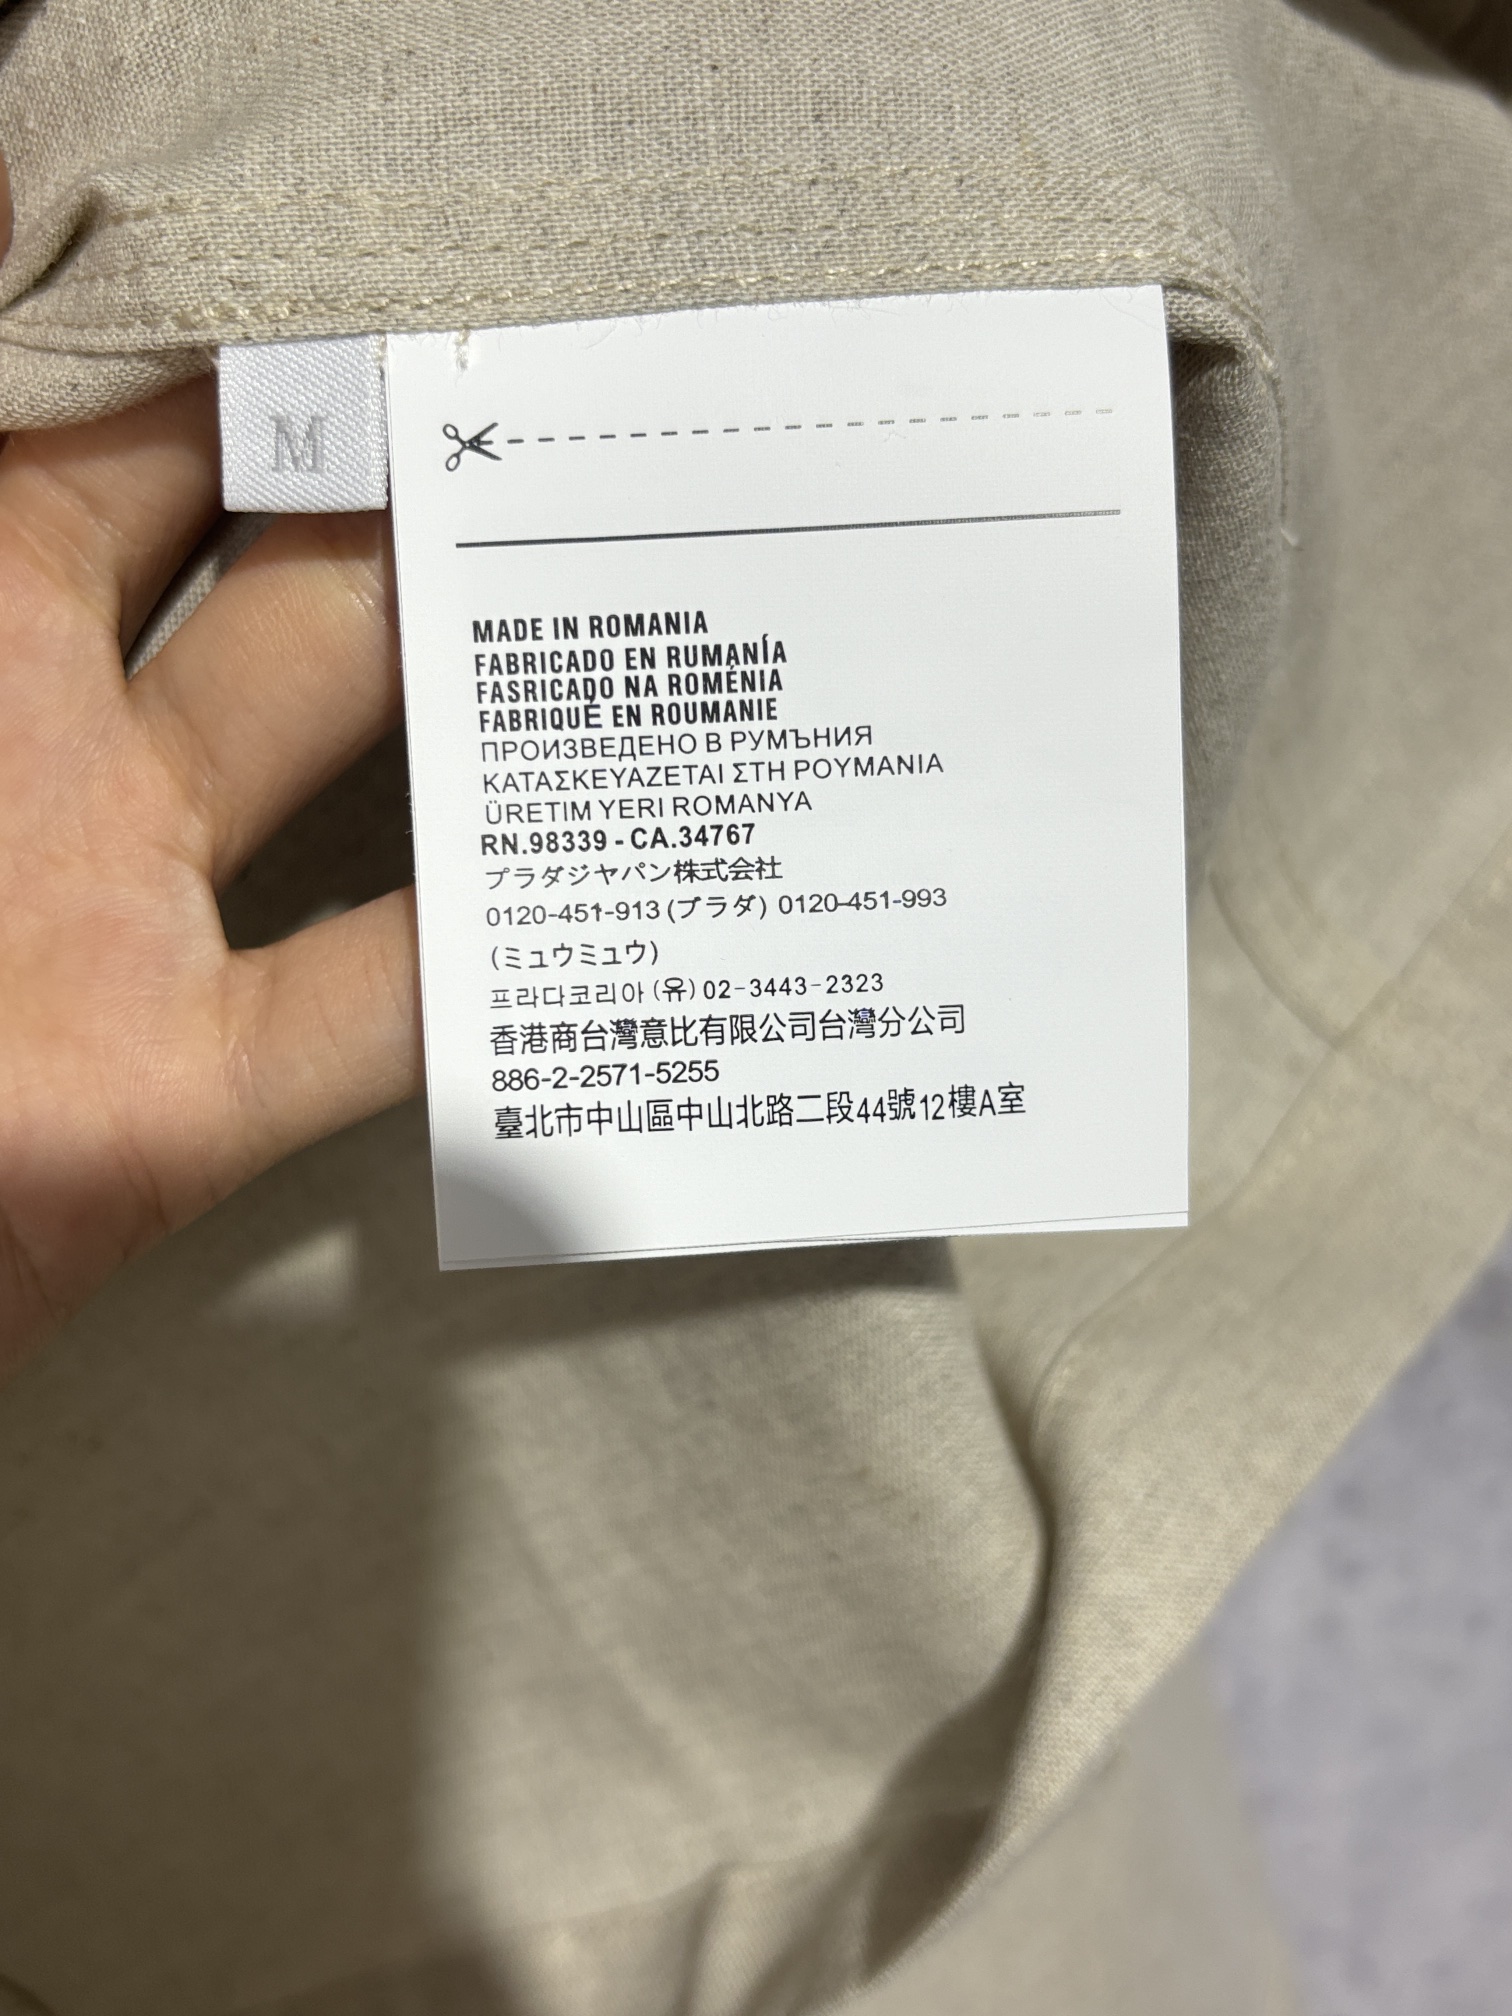 M
MADE IN ROMANIA
FABRICADO EN RUMANÍA
FASRICADO NA ROMÉNIA
FABRIQUÉ EN ROUMANIE
ПРОИЗВЕДЕНО В РУМЪНИЯ
ΚΑΤΑΣΚΕΥΑΖΕΤΑΙ ΣΤΗ ΡΟΥΜΑΝΙΑ
ÜRETIM YERI ROMANYA
RN.98339 - CA.34767
プラダジヤパン株式会社
0120-451-913 (プラダ) 0120-451-993
(ミュウミュウ)
프라다코리아 (유) 02-3443-2323
香港商台灣意比有限公司台灣分公司
886-2-2571-5255
臺北市中山區中山北路二段44號12樓A室